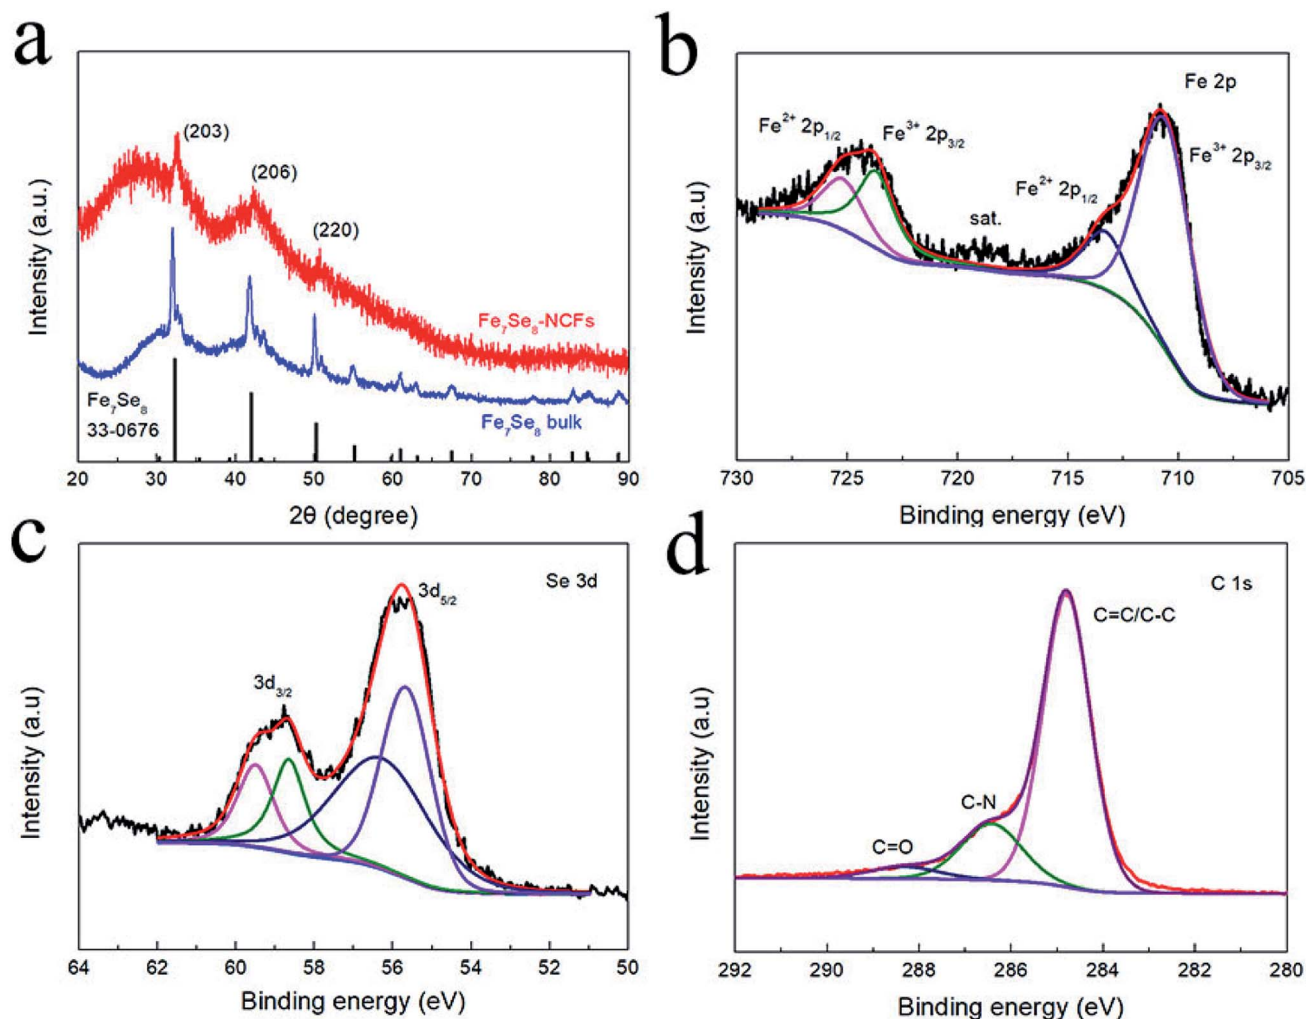 a
Intensity (a.u.)
(203)
(206)
(220)
Fe₇Se₈-NCFs
Fe₇Se₈
33-0676
Fe₇Se₈ bulk
20 30 40 50 60 70 80 90
2θ (degree)
b
Intensity (a.u)
Fe 2p
Fe²⁺ 2p₁/₂
Fe³⁺ 2p₃/₂
Fe³⁺ 2p₃/₂
Fe²⁺ 2p₁/₂
sat.
730 725 720 715 710 705
Binding energy (eV)
c
Intensity (a.u)
Se 3d
3d₅/₂
3d₃/₂
64 62 60 58 56 54 52 50
Binding energy (eV)
d
Intensity (a.u)
C 1s
C=C/C-C
C-N
C=O
292 290 288 286 284 282 280
Binding energy (eV)